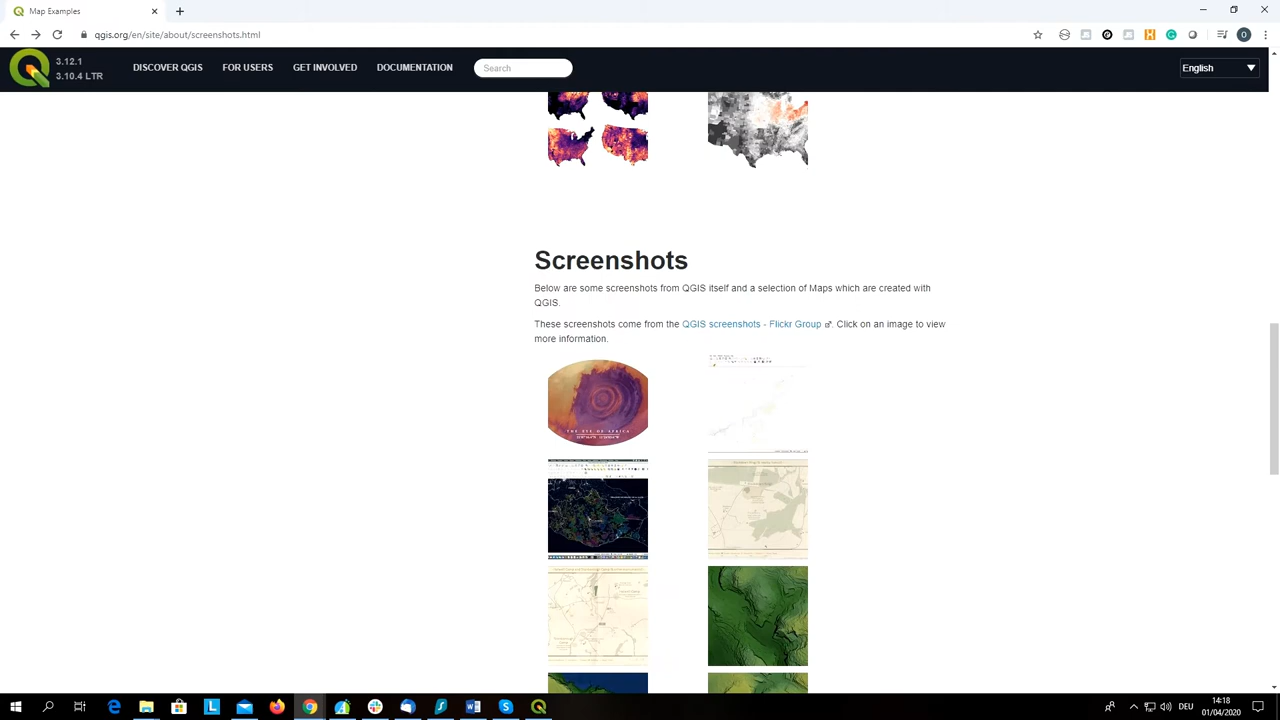 Map Examples
qgis.org/en/site/about/screenshots.html
3.12.1
3.10.4 LTR
DISCOVER QGIS
FOR USERS
GET INVOLVED
DOCUMENTATION
Search
English
Screenshots
Below are some screenshots from QGIS itself and a selection of Maps which are created with
QGIS.
These screenshots come from the QGIS screenshots - Flickr Group . Click on an image to view
more information.
THE EYE OF AFRICA
DEU
14:18
01/04/2020